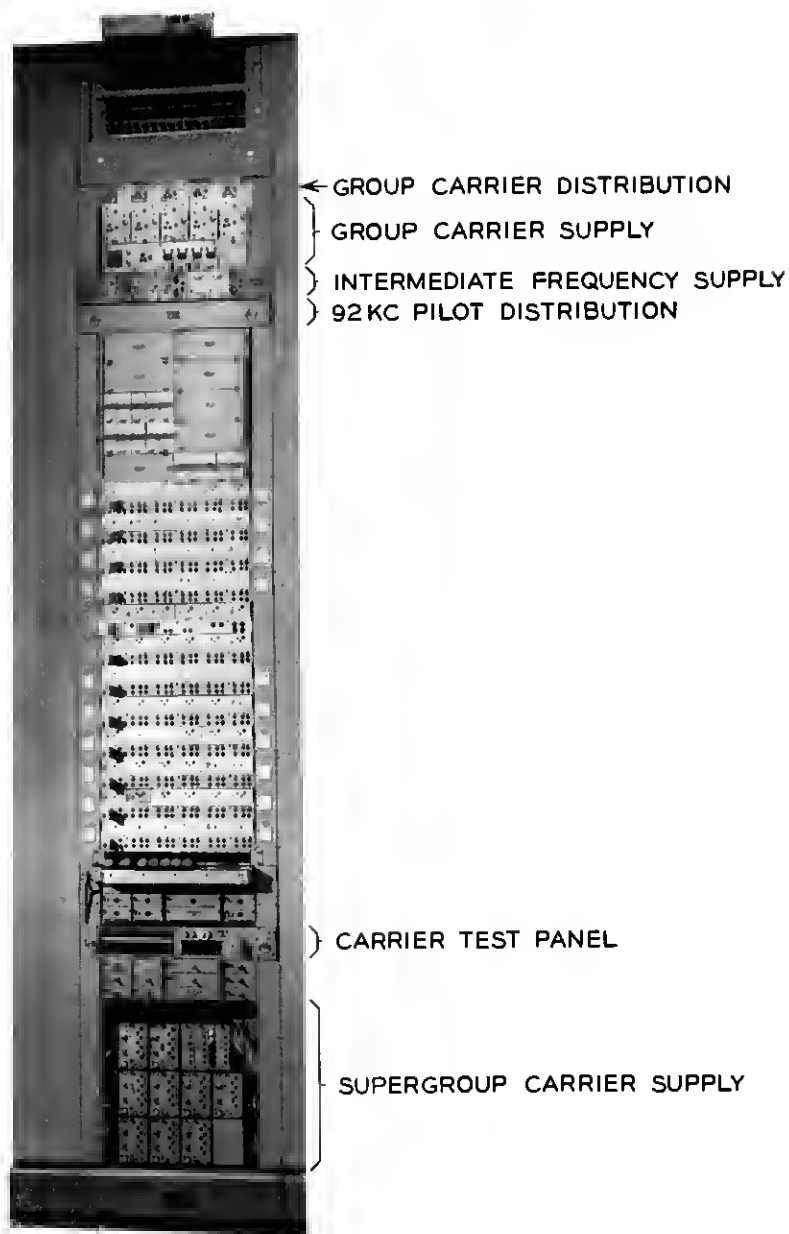 GROUP CARRIER DISTRIBUTION
GROUP CARRIER SUPPLY
INTERMEDIATE FREQUENCY SUPPLY
92KC PILOT DISTRIBUTION
CARRIER TEST PANEL
SUPERGROUP CARRIER SUPPLY